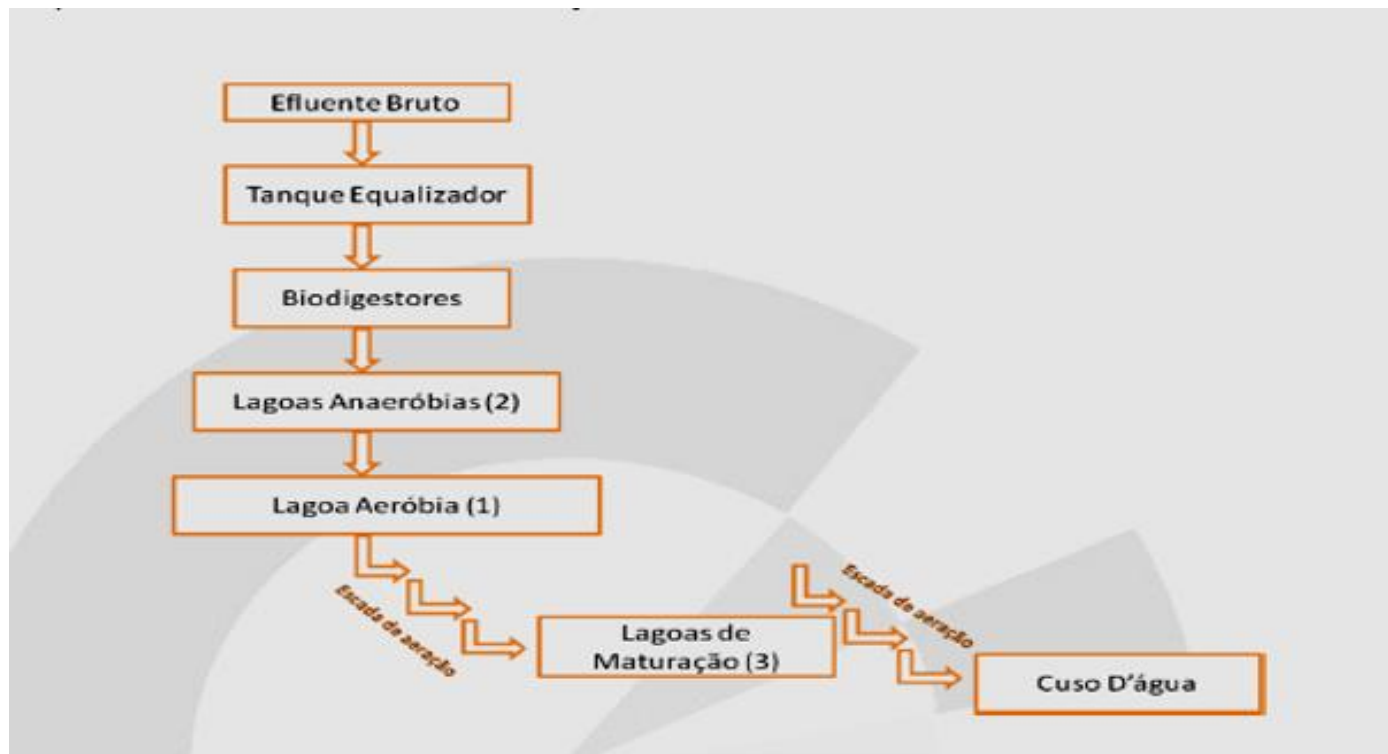 Efluente Bruto
Tanque Equalizador
Biodigestores
Lagoas Anaeróbias (2)
Lagoa Aeróbia (1)
Escada de aeração
Lagoas de
Maturação (3)
Escada de aeração
Cuso D’água